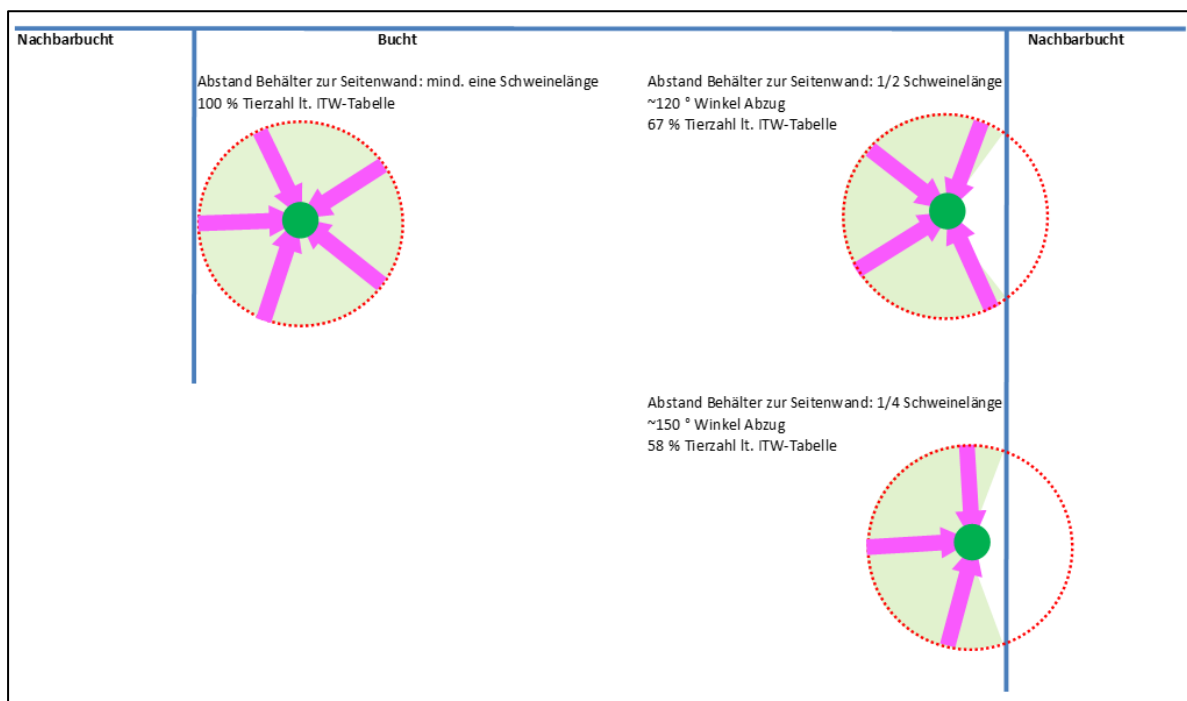 Nachbarbucht
Bucht
Nachbarbucht
Abstand Behälter zur Seitenwand: mind. eine Schweinelänge
100 % Tierzahl lt. ITW-Tabelle
Abstand Behälter zur Seitenwand: 1/2 Schweinelänge
~120 ° Winkel Abzug
67 % Tierzahl lt. ITW-Tabelle
Abstand Behälter zur Seitenwand: 1/4 Schweinelänge
~150 ° Winkel Abzug
58 % Tierzahl lt. ITW-Tabelle